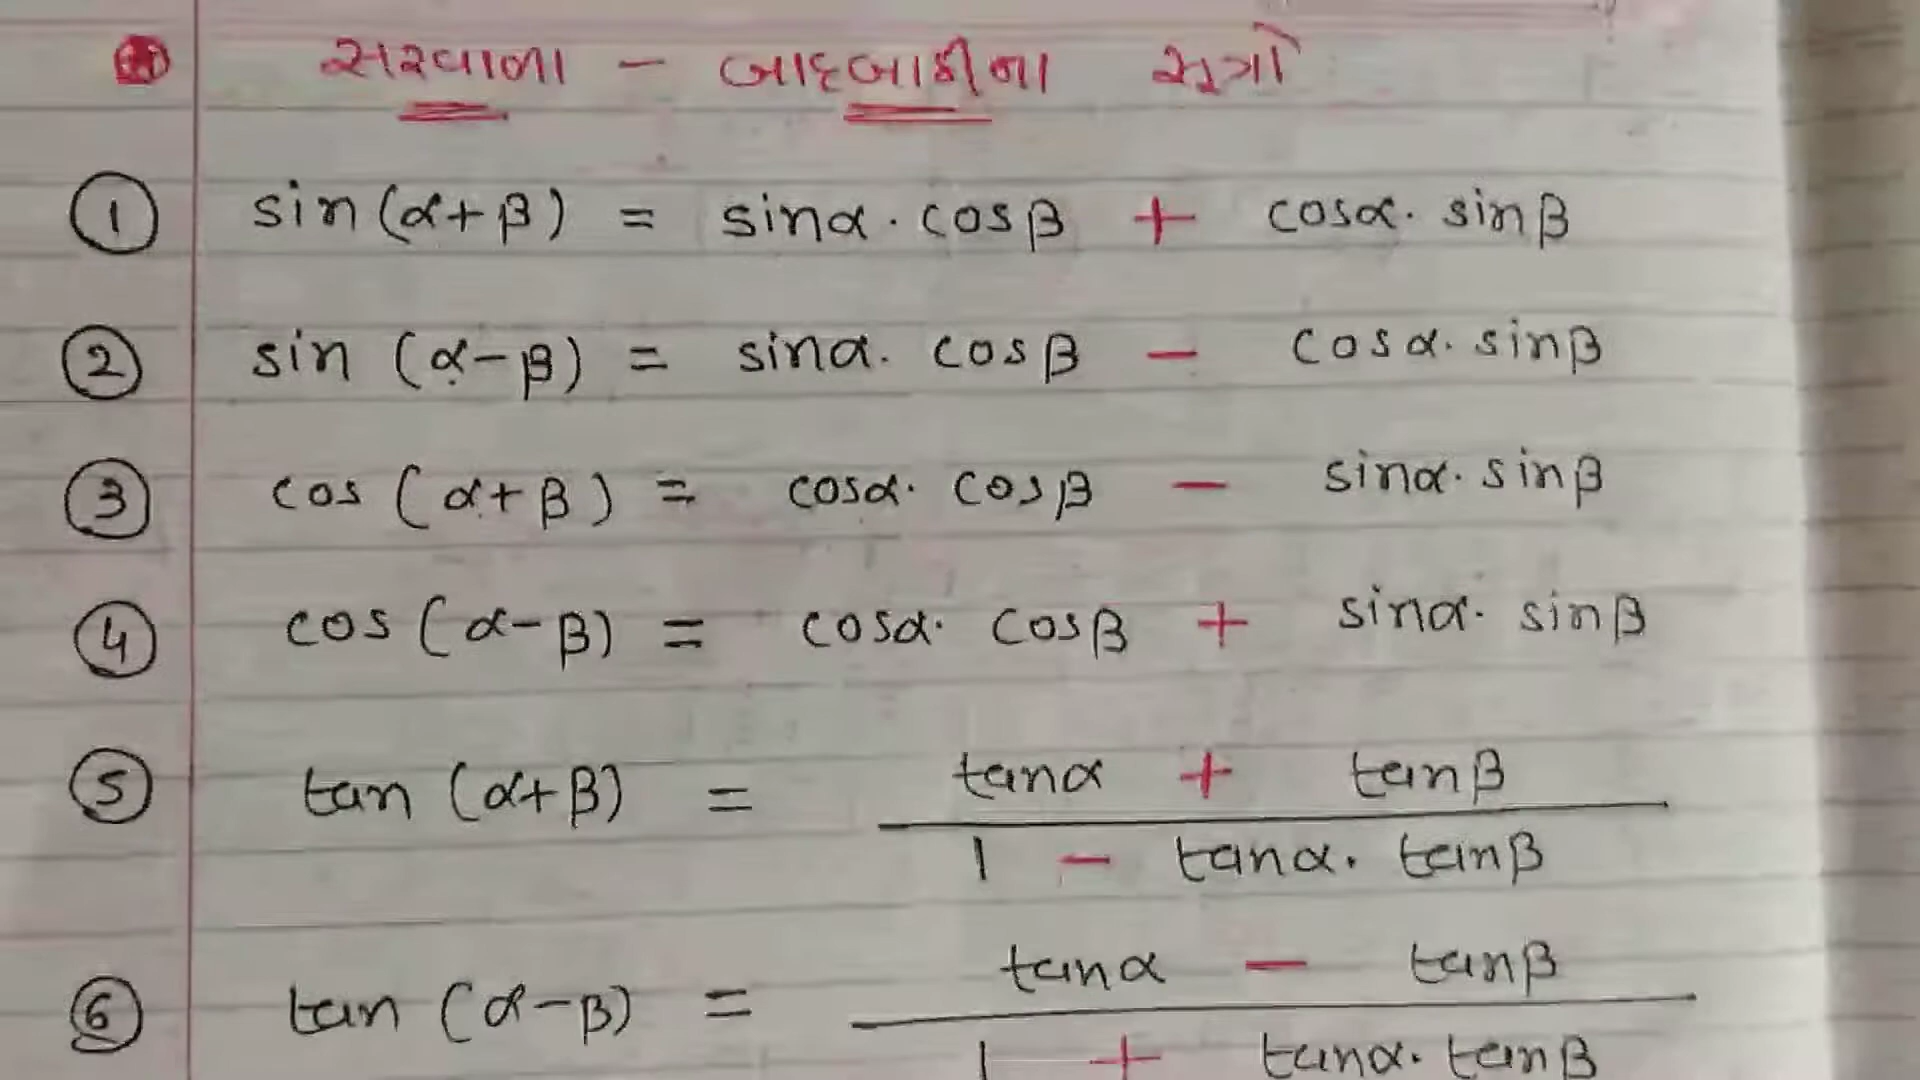 સરવાળા - બાદબાકીના સુત્રો
① sin(α+β) = sinα · cosβ + cosα · sinβ
② sin (α-β) = sinα · cosβ - cosα · sinβ
③ cos (α+β) = cosα · cosβ - sinα · sinβ
④ cos (α-β) = cosα · cosβ + sinα · sinβ
⑤ tan (α+β) = tanα + tanβ
1 - tanα · tanβ
⑥ tan (α-β) = tanα - tanβ
1 + tanα · tanβ